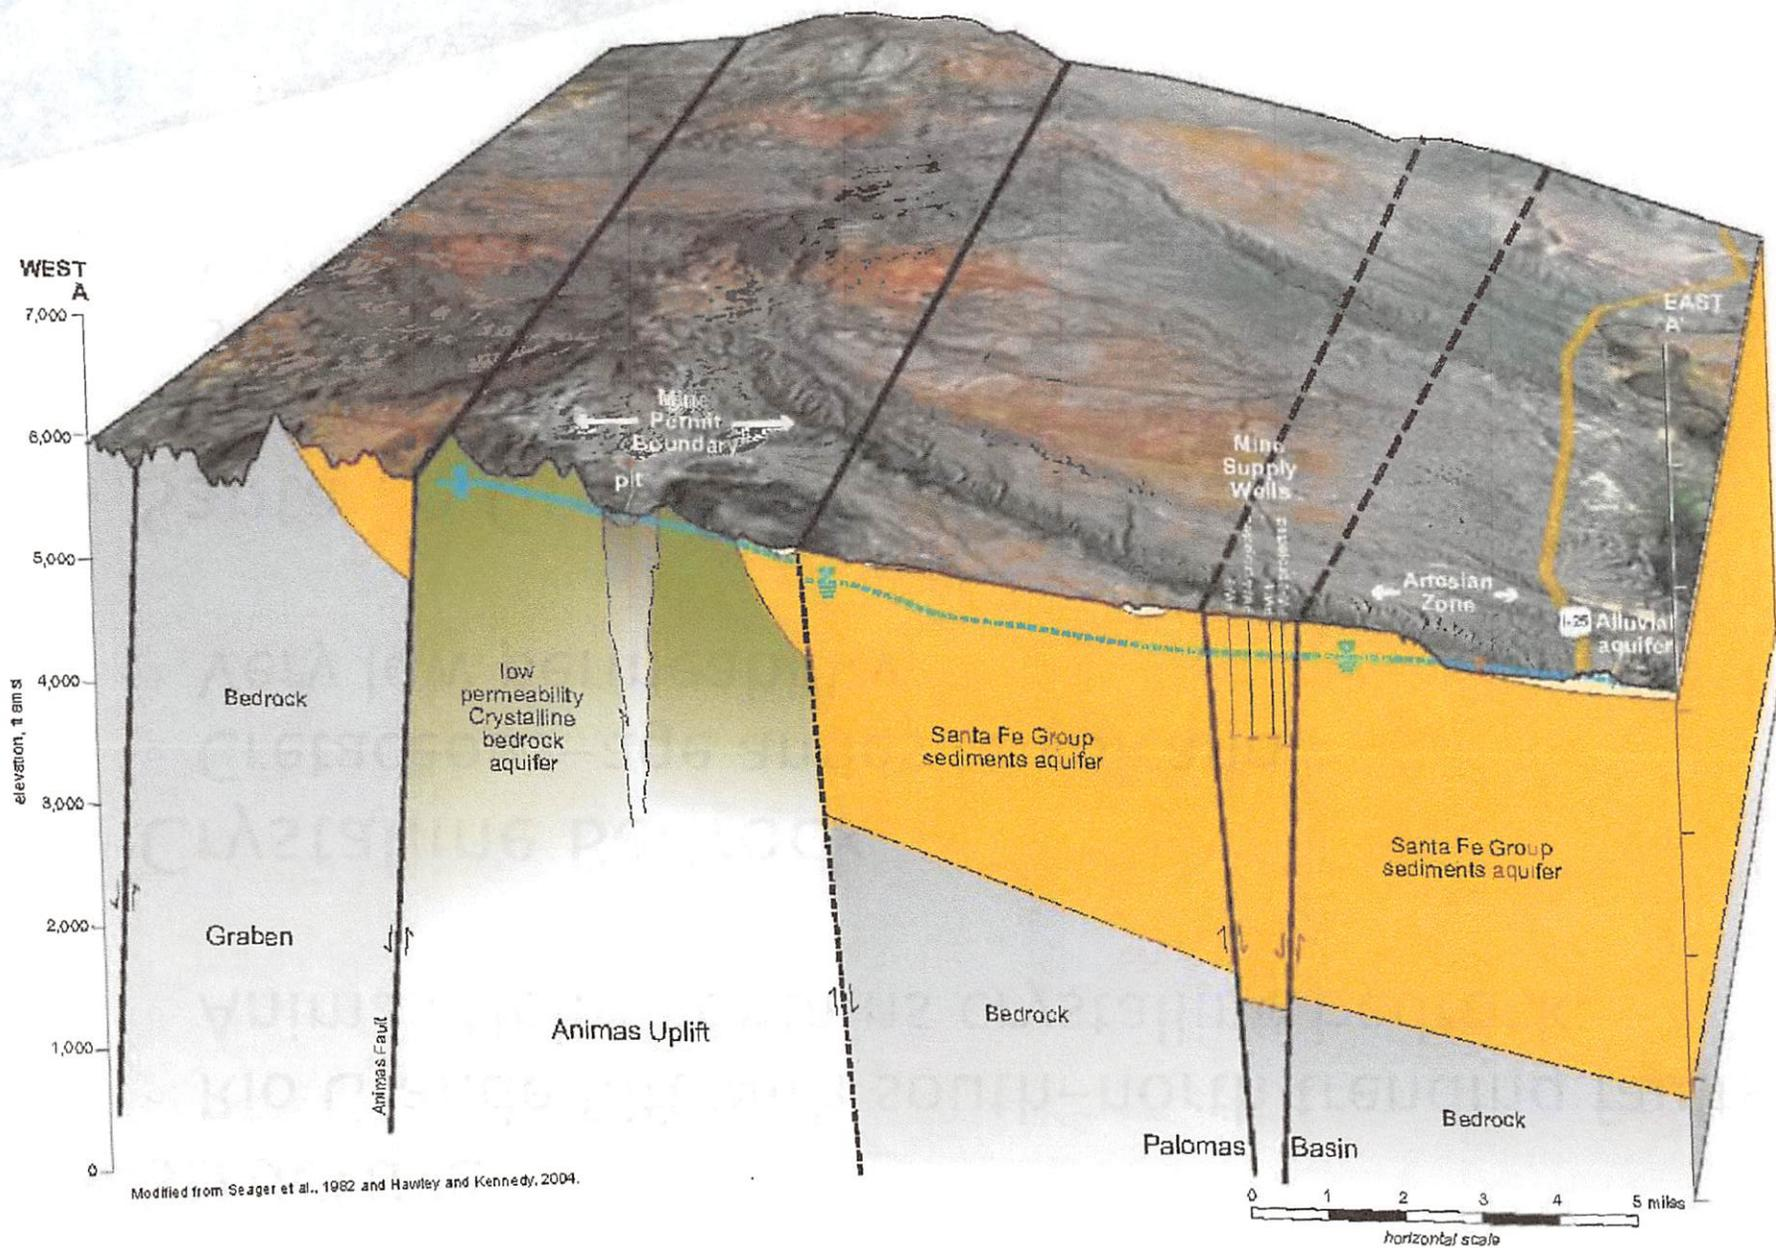 WEST
A
7,000
6,000
5,000
4,000
3,000
2,000
1,000
0
Mine
Permit
Boundary
pit
EAST
A'
Mine
Supply
Wells
Artesian
Zone
I-25
Alluvial
aquifer
Bedrock
low
permeability
Crystalline
bedrock
aquifer
Santa Fe Group
sediments aquifer
Santa Fe Group
sediments aquifer
Graben
Animas Fault
Animas Uplift
Bedrock
Bedrock
Palomas Basin
Modified from Seager et al., 1982 and Hawley and Kennedy, 2004.
0 1 2 3 4 5 miles
horizontal scale